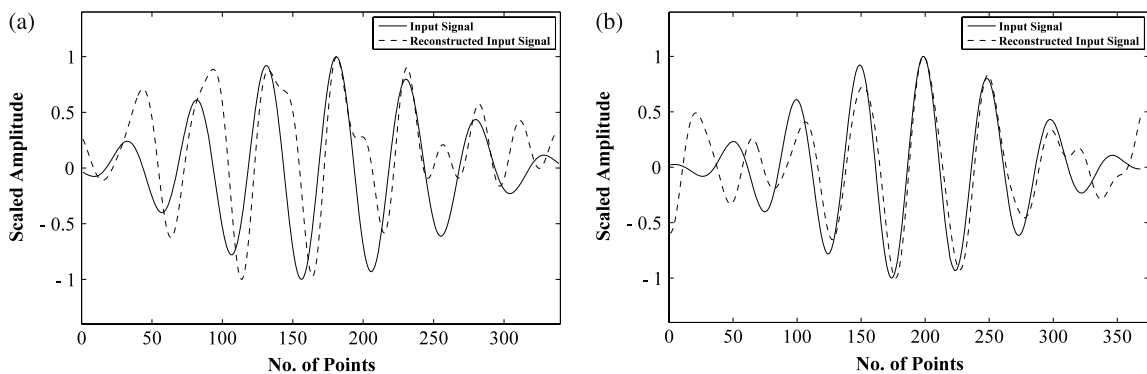 (a)
Input Signal
Reconstructed Input Signal
Scaled Amplitude
1
0.5
0
- 0.5
- 1
0 50 100 150 200 250 300
No. of Points
(b)
Input Signal
Reconstructed Input Signal
Scaled Amplitude
1
0.5
0
- 0.5
- 1
0 50 100 150 200 250 300 350
No. of Points